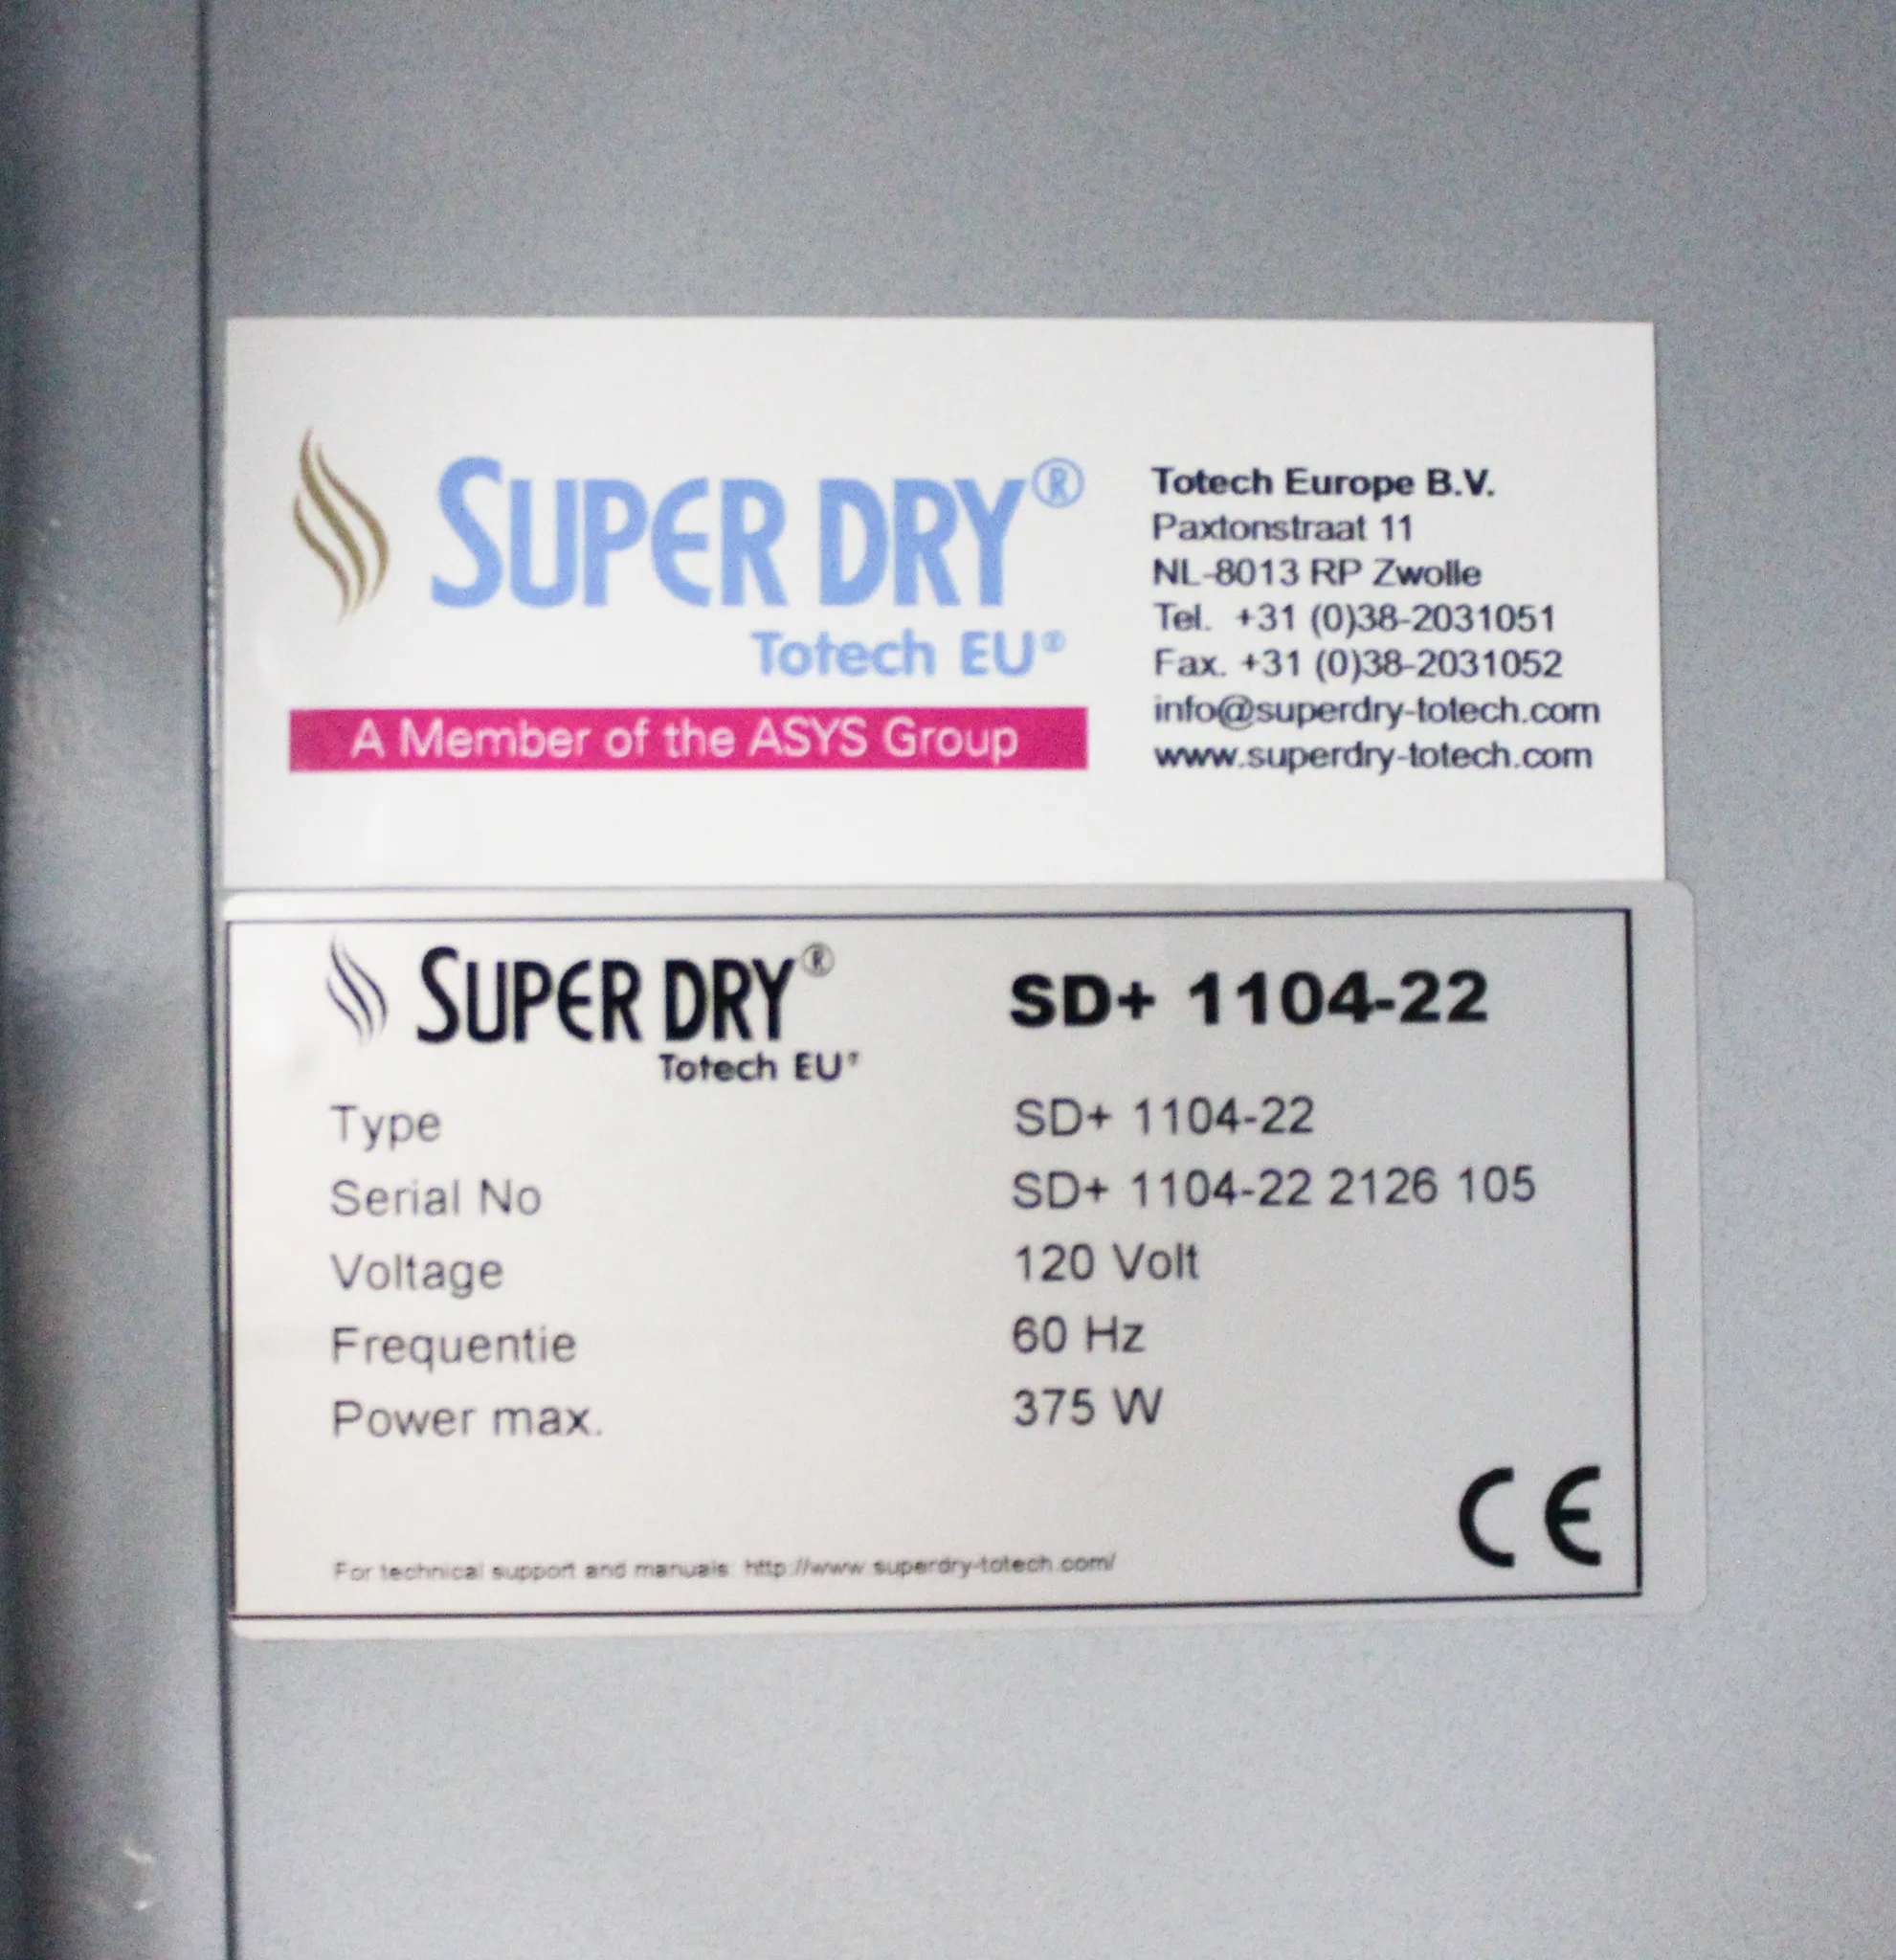 SUPER DRY®
Totech EU®
A Member of the ASYS Group
Totech Europe B.V.
Paxtonstraat 11
NL-8013 RP Zwolle
Tel. +31 (0)38-2031051
Fax. +31 (0)38-2031052
info@superdry-totech.com
www.superdry-totech.com
SUPER DRY®
Totech EU®
SD+ 1104-22
Type SD+ 1104-22
Serial No SD+ 1104-22 2126 105
Voltage 120 Volt
Frequentie 60 Hz
Power max. 375 W
CE
For technical support and manuals: http://www.superdry-totech.com/